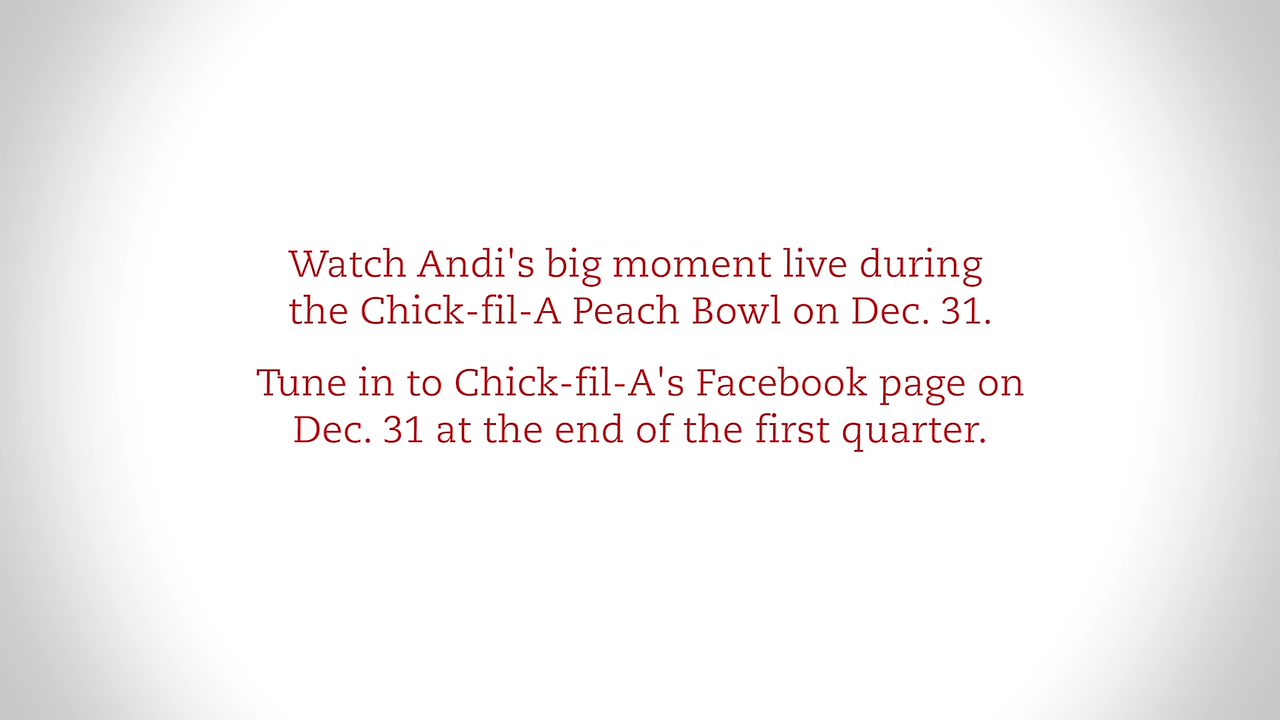 Watch Andi's big moment live during
the Chick-fil-A Peach Bowl on Dec. 31.
Tune in to Chick-fil-A's Facebook page on
Dec. 31 at the end of the first quarter.